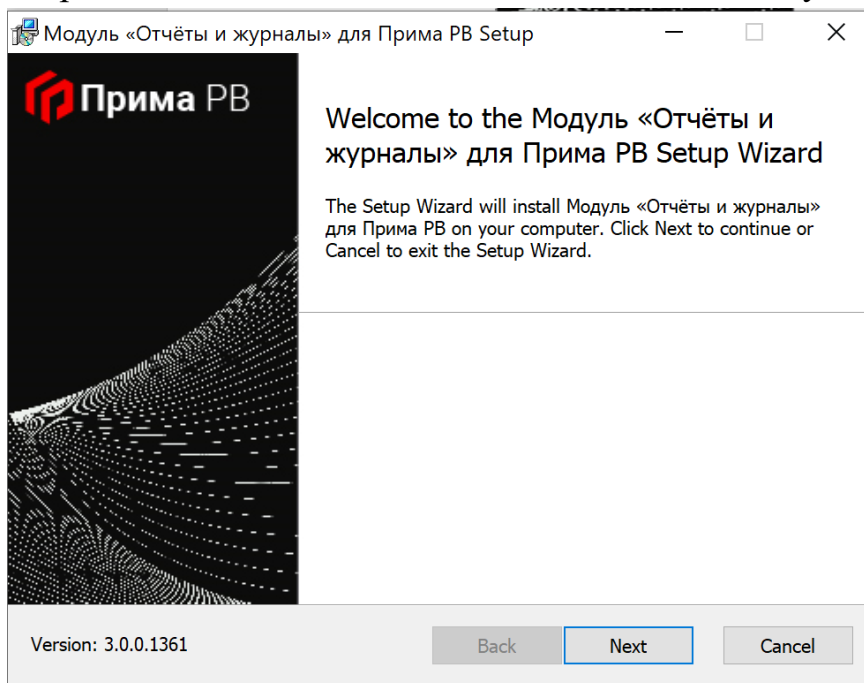 Модуль «Отчёты и журналы» для Прима РВ Setup
Прима РВ
Welcome to the Модуль «Отчёты и
журналы» для Прима РВ Setup Wizard
The Setup Wizard will install Модуль «Отчёты и журналы»
для Прима РВ on your computer. Click Next to continue or
Cancel to exit the Setup Wizard.
Version: 3.0.0.1361
Back
Next
Cancel